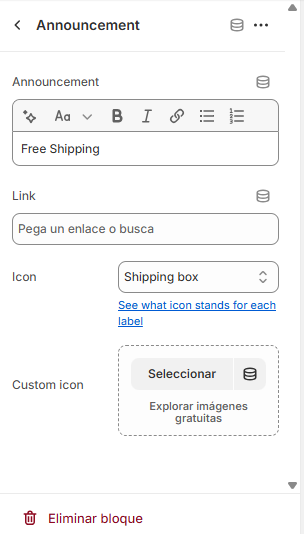 Announcement
Announcement
Aa
B
I
Free Shipping
Link
Pega un enlace o busca
Icon
Shipping box
See what icon stands for each
label
Custom icon
Seleccionar
Explorar imágenes
gratuitas
Eliminar bloque